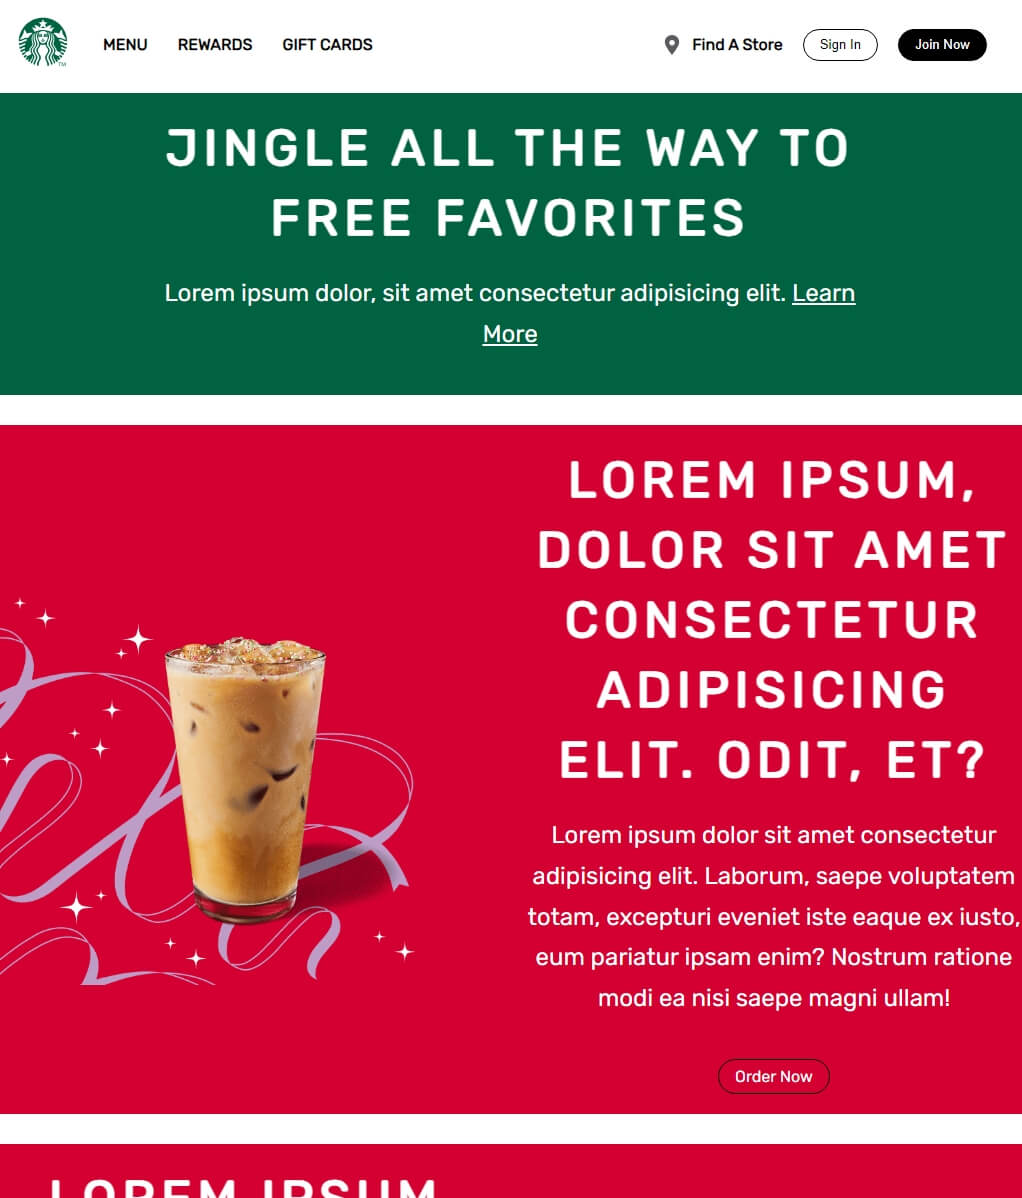 MENU REWARDS GIFT CARDS Find A Store Sign In Join Now
JINGLE ALL THE WAY TO
FREE FAVORITES
Lorem ipsum dolor, sit amet consectetur adipisicing elit. Learn
More
LOREM IPSUM,
DOLOR SIT AMET
CONSECTETUR
ADIPISICING
ELIT. ODIT, ET?
Lorem ipsum dolor sit amet consectetur
adipisicing elit. Laborum, saepe voluptatem
totam, excepturi eveniet iste eaque ex iusto,
eum pariatur ipsam enim? Nostrum ratione
modi ea nisi saepe magni ullam!
Order Now
LOREM IPSUM